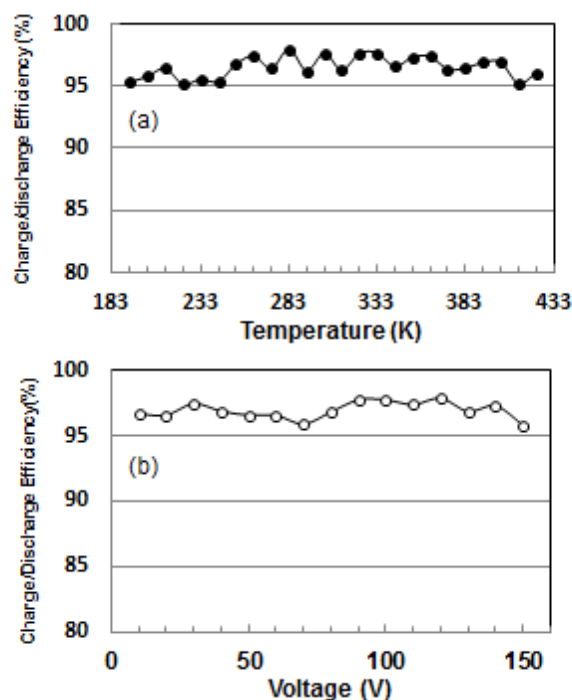 Charge/discharge Efficiency (%)
100
95
90
85
80
(a)
183 233 283 333 383 433
Temperature (K)
Charge/Discharge Efficiency(%)
100
95
90
85
80
(b)
0 50 100 150
Voltage (V)